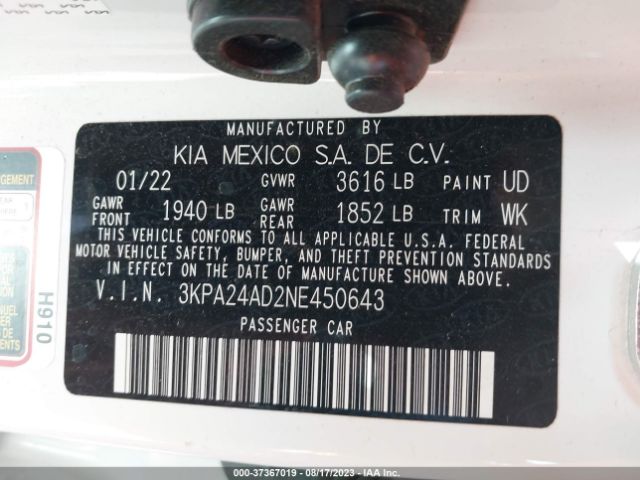 MANUFACTURED BY
KIA MEXICO S.A. DE C.V.
01/22 GVWR 3616 LB PAINT UD
GAWR FRONT 1940 LB GAWR REAR 1852 LB TRIM WK
THIS VEHICLE CONFORMS TO ALL APPLICABLE U.S.A. FEDERAL
MOTOR VEHICLE SAFETY, BUMPER, AND THEFT PREVENTION STANDARDS
IN EFFECT ON THE DATE OF MANUFACTURE SHOWN ABOVE.
V.I.N. 3KPA24AD2NE450643
PASSENGER CAR
H910
000-37367019 - 08/17/2023 - IAA Inc.